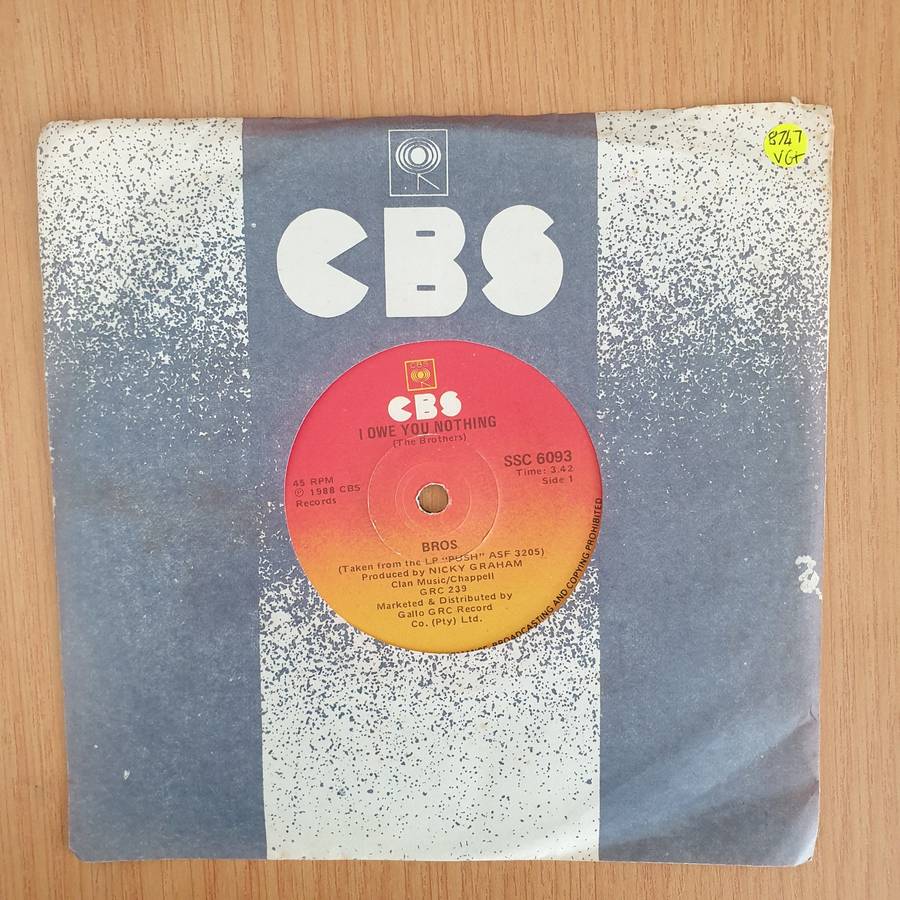 8747
VG+
CBS
CBS
CBS
I OWE YOU NOTHING
(The Brothers)
45 RPM
℗ 1988 CBS
Records
SSC 6093
Time: 3.42
Side 1
BROS
(Taken from the LP "PUSH" ASF 3205)
Produced by NICKY GRAHAM
Clan Music/Chappell
GRC 239
Marketed & Distributed by
Gallo GRC Record
Co. (Pty) Ltd.
BROADCASTING AND COPYING PROHIBITED